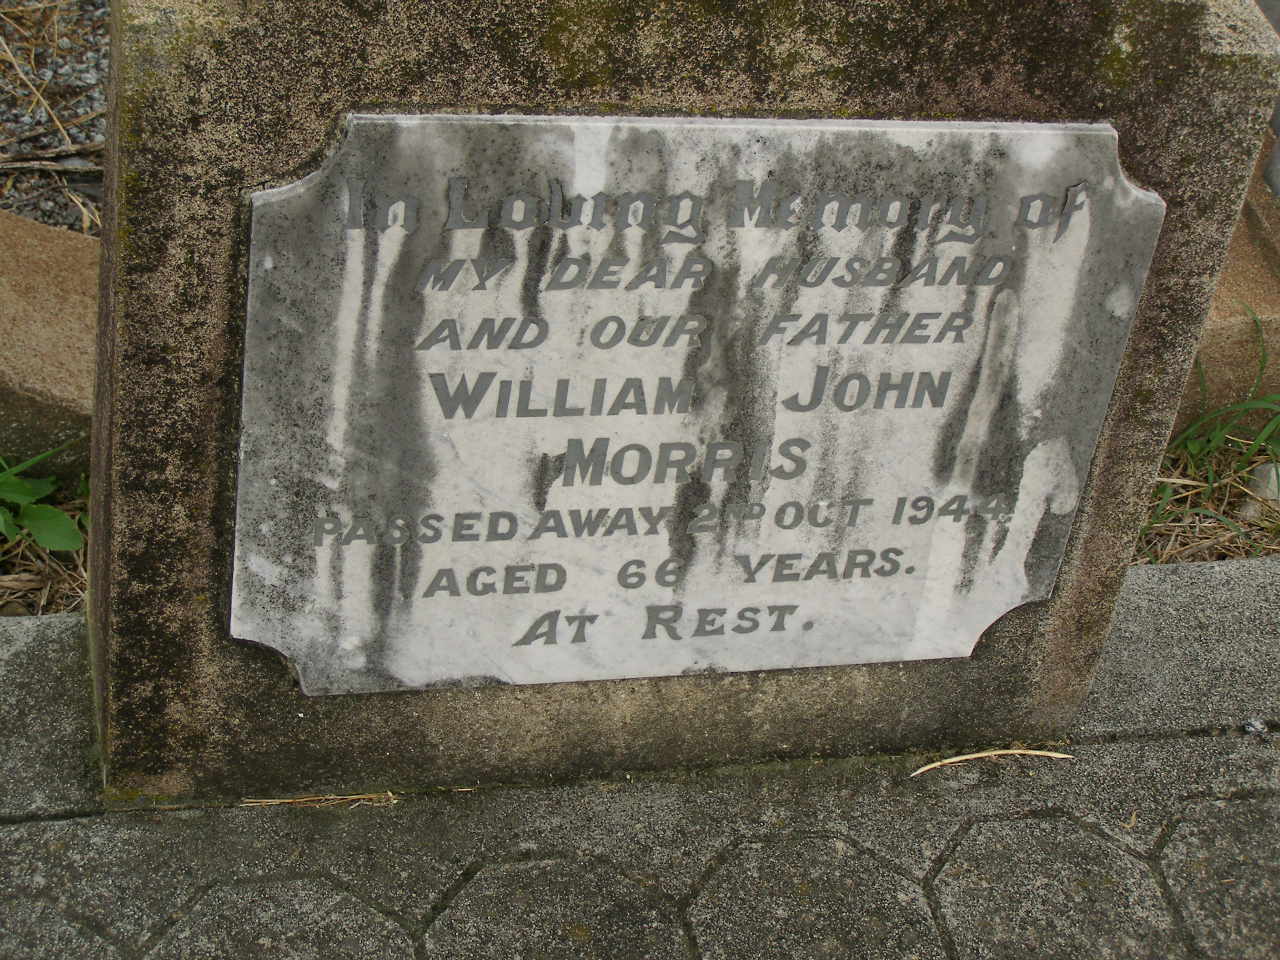 In Loving Memory of
MY DEAR HUSBAND,
AND OUR FATHER
WILLIAM JOHN
MORRIS
PASSED AWAY 2ND OCT 1944.
AGED 66 YEARS.
AT REST.